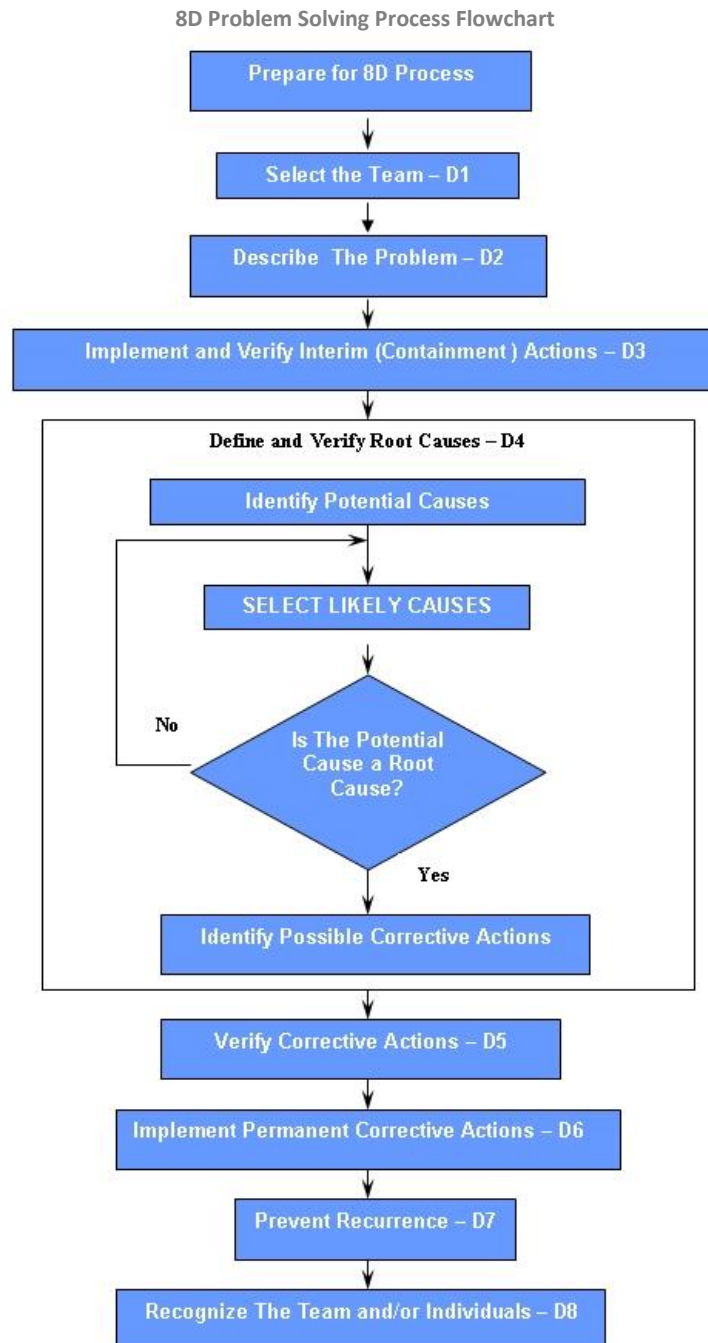 8D Problem Solving Process Flowchart
Prepare for 8D Process
Select the Team – D1
Describe The Problem – D2
Implement and Verify Interim (Containment ) Actions – D3
Define and Verify Root Causes – D4
Identify Potential Causes
SELECT LIKELY CAUSES
No
Is The Potential
Cause a Root
Cause?
Yes
Identify Possible Corrective Actions
Verify Corrective Actions – D5
Implement Permanent Corrective Actions – D6
Prevent Recurrence – D7
Recognize The Team and/or Individuals – D8